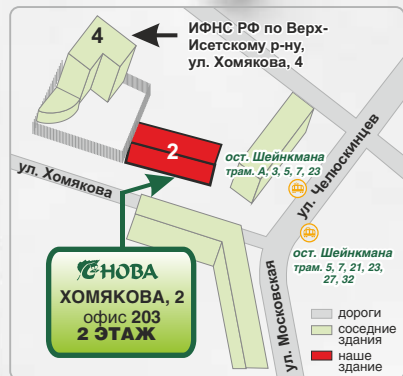 4
ИФНС РФ по Верх-
Исетскому р-ну,
ул. Хомякова, 4
2
ост. Шейнкмана
трам. А, 3, 5, 7, 23
ул. Хомякова
ул. Челюскинцев
ост. Шейнкмана
трам. 5, 7, 21, 23,
27, 32
СНОВА
ХОМЯКОВА, 2
офис 203
2 ЭТАЖ
ул. Московская
дороги
соседние
здания
наше
здание